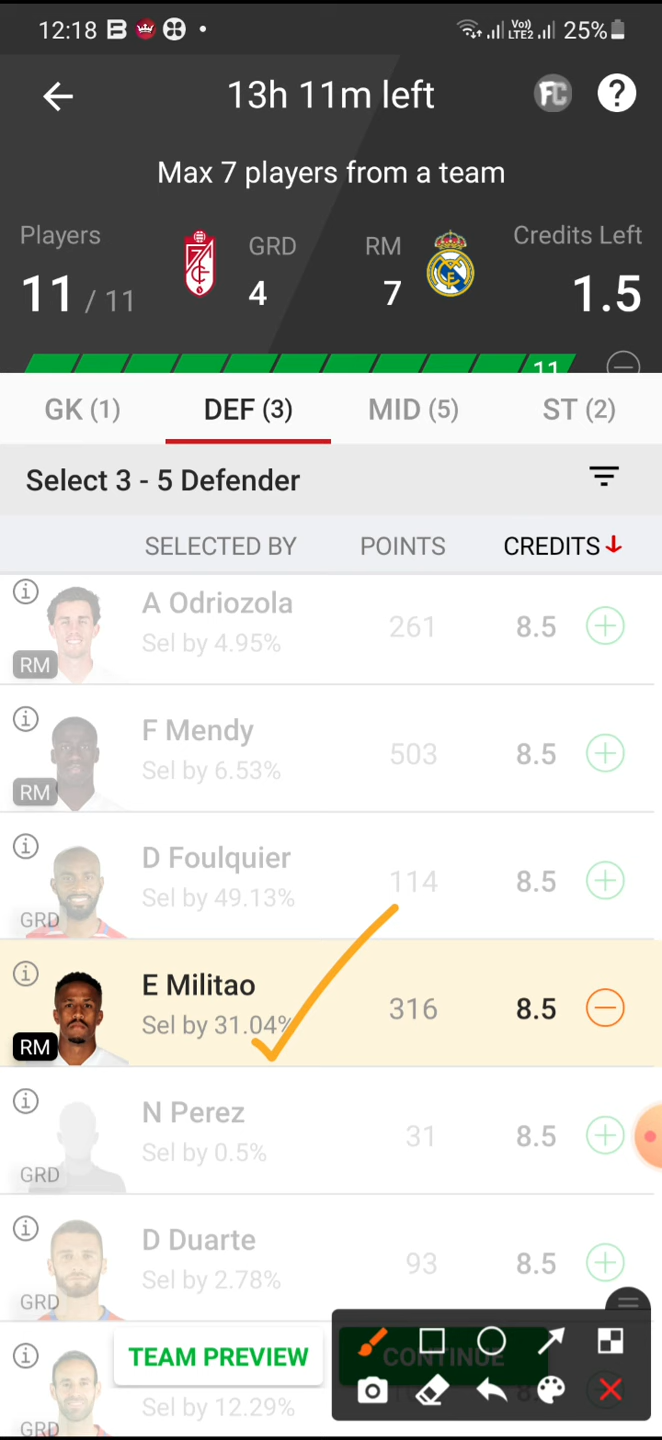 12:18 Vo)) LTE2 25%
13h 11m left FC ?
Max 7 players from a team
Players GRD RM Credits Left
11 / 11 4 7 1.5
11
GK (1) DEF (3) MID (5) ST (2)
Select 3 - 5 Defender
SELECTED BY POINTS CREDITS
A Odriozola
Sel by 4.95% 261 8.5
RM
F Mendy
Sel by 6.53% 503 8.5
RM
D Foulquier
Sel by 49.13% 114 8.5
GRD
E Militao
Sel by 31.04% 316 8.5
RM
N Perez
Sel by 0.5% 31 8.5
GRD
D Duarte
Sel by 2.78% 93 8.5
GRD
TEAM PREVIEW CONTINUE
Sel by 12.29%
GRD